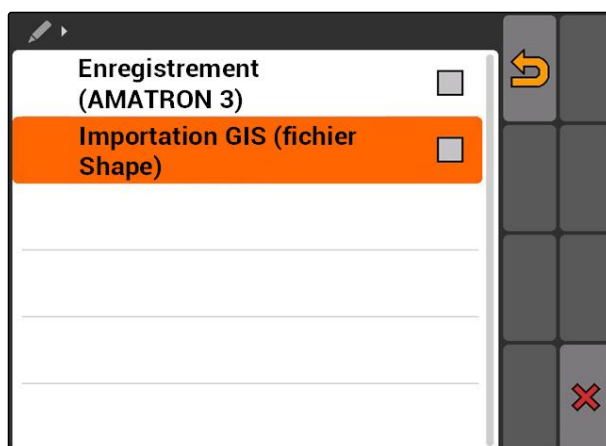 Enregistrement
(AMATRON 3)
Importation GIS (fichier
Shape)